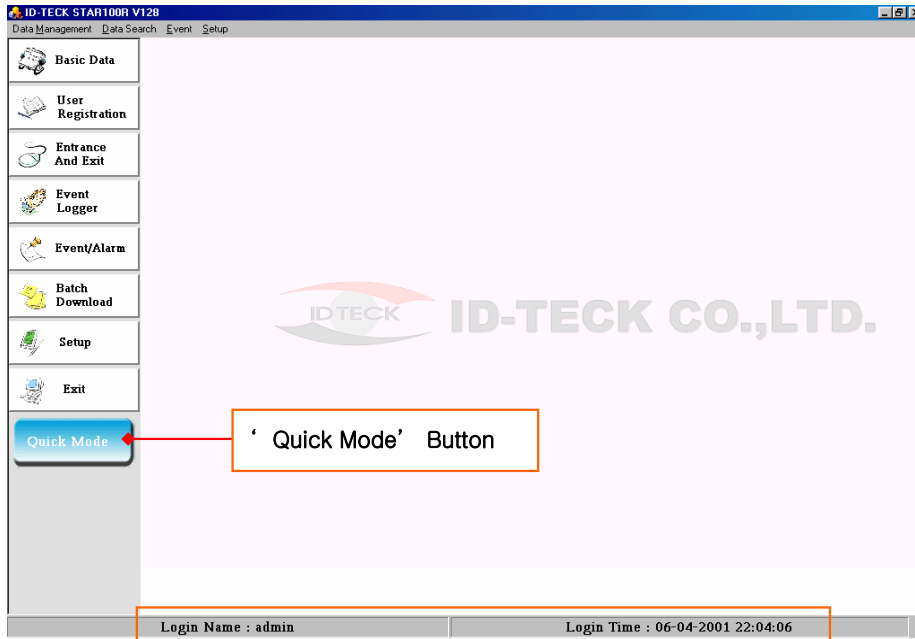 ID-TECK STAR100R V128
Data Management Data Search Event Setup
Basic Data
User
Registration
Entrance
And Exit
Event
Logger
Event/Alarm
Batch
Download
Setup
Exit
Quick Mode
IDTECK ID-TECK CO.,LTD.
‘ Quick Mode’ Button
Login Name : admin
Login Time : 06-04-2001 22:04:06